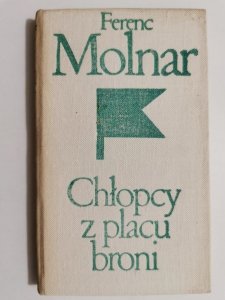 Ferenc
Molnar
Chłopcy
z placu
broni